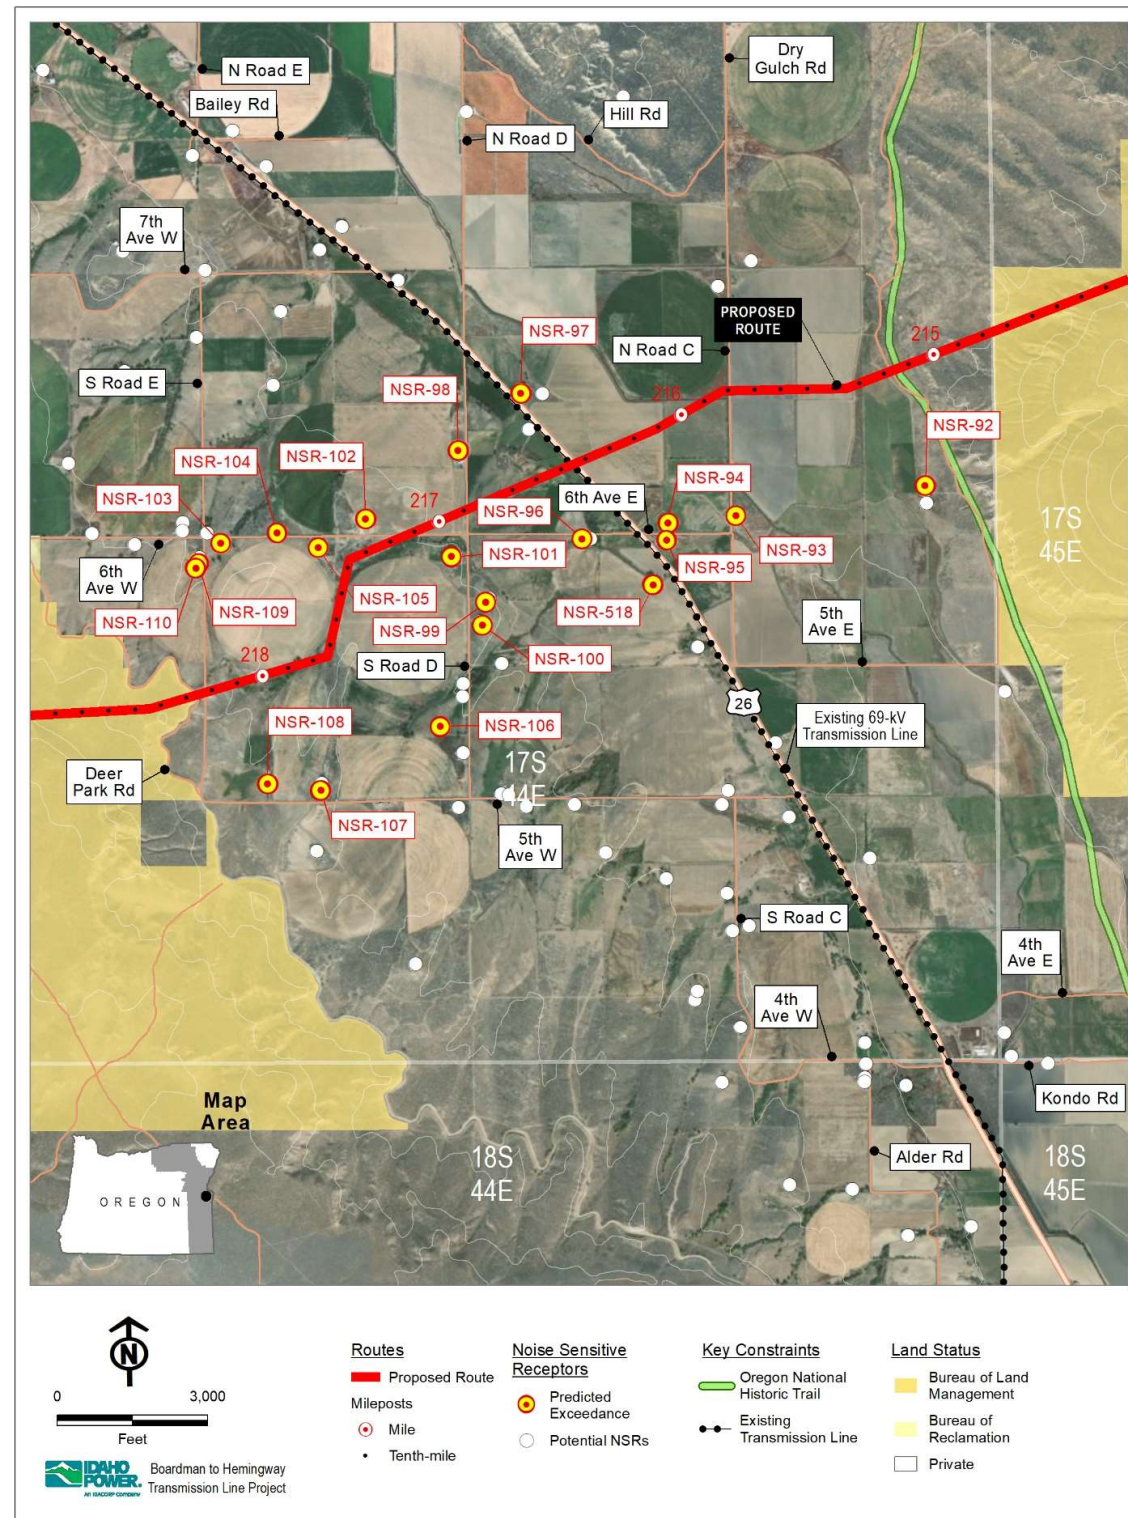 N Road E
Bailey Rd
Dry
Gulch Rd
Hill Rd
N Road D
7th
Ave W
NSR-97
PROPOSED
ROUTE
215
N Road C
S Road E
NSR-98
216
NSR-92
NSR-104
NSR-102
NSR-94
NSR-103
217
NSR-96
6th Ave E
17S
45E
6th
Ave W
NSR-101
NSR-95
NSR-93
NSR-110
NSR-109
NSR-105
NSR-99
NSR-518
5th
Ave E
218
S Road D
NSR-100
26
NSR-108
NSR-106
Existing 69-kV
Transmission Line
Deer
Park Rd
17S
44E
NSR-107
5th
Ave W
S Road C
4th
Ave E
4th
Ave W
Map
Area
Kondo Rd
OREGON
18S
44E
Alder Rd
18S
45E
N
0 3,000
Feet
IDAHO
POWER.
An IDACORP Company
Boardman to Hemingway
Transmission Line Project
Routes
Proposed Route
Mileposts
Mile
Tenth-mile
Noise Sensitive
Receptors
Predicted
Exceedance
Potential NSRs
Key Constraints
Oregon National
Historic Trail
Existing
Transmission Line
Land Status
Bureau of Land
Management
Bureau of
Reclamation
Private